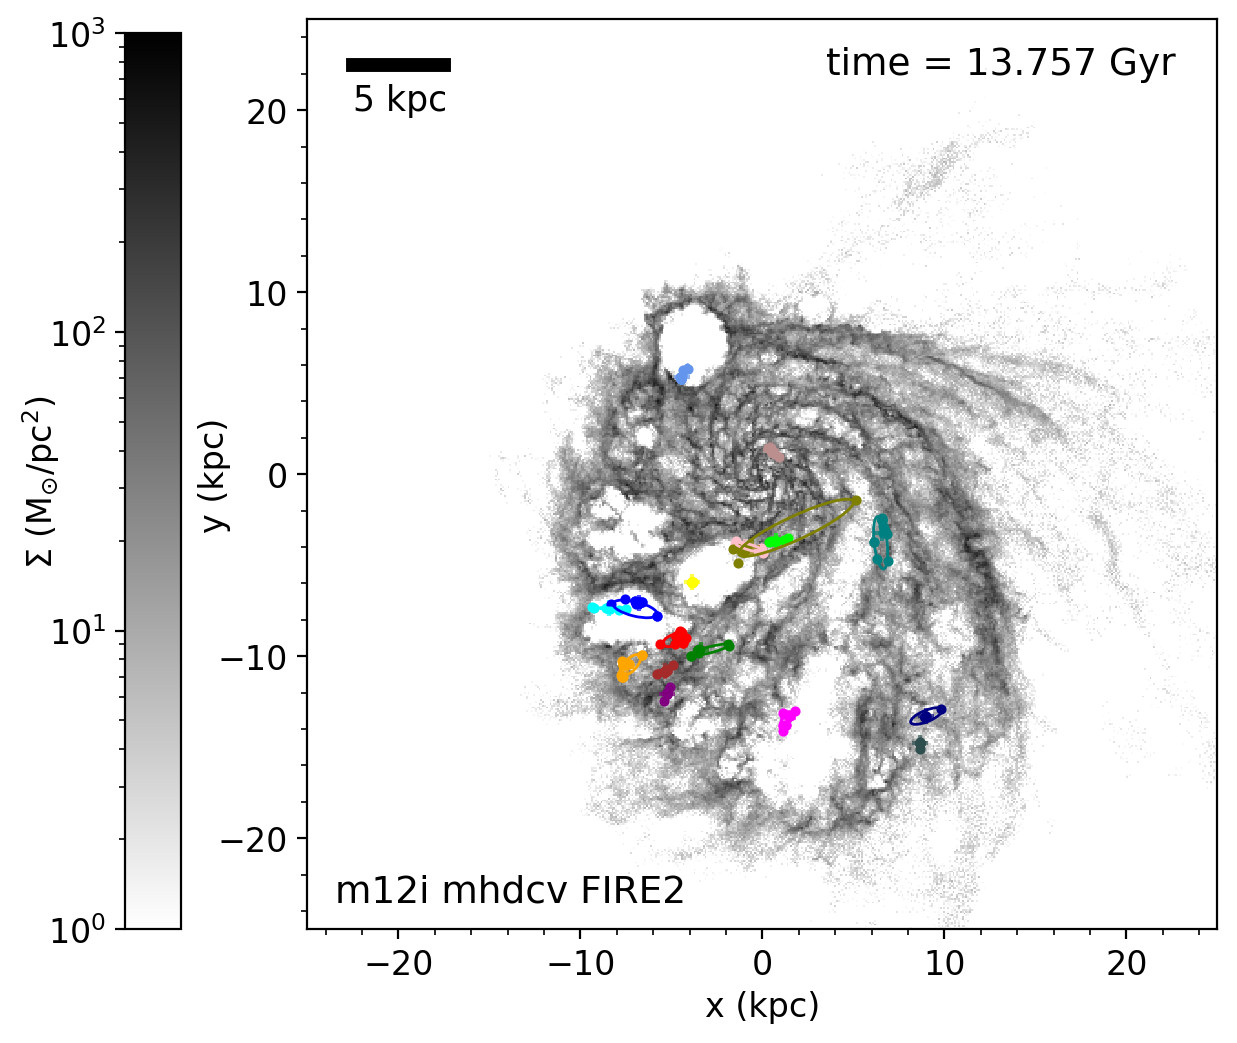 10³
10²
10¹
10⁰
Σ (M⊙/pc²)
time = 13.757 Gyr
5 kpc
20
10
0
−10
−20
y (kpc)
m12i mhdcv FIRE2
−20
−10
0
10
20
x (kpc)